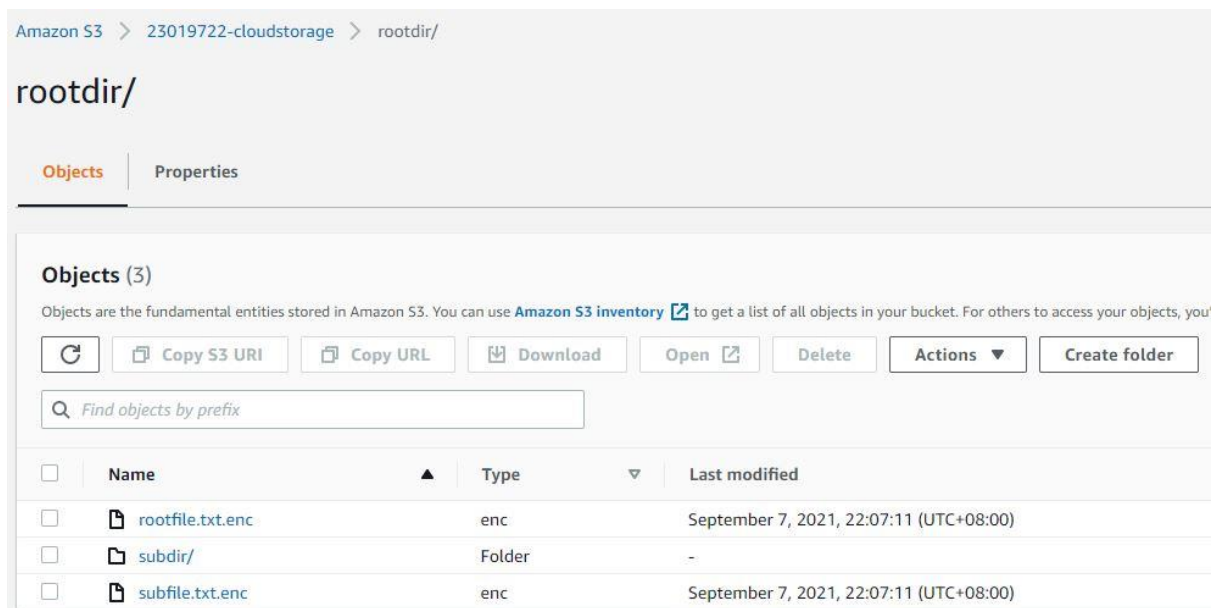 Amazon S3 > 23019722-cloudstorage > rootdir/
rootdir/
Objects Properties
Objects (3)
Objects are the fundamental entities stored in Amazon S3. You can use Amazon S3 inventory to get a list of all objects in your bucket. For others to access your objects, you'
Copy S3 URI Copy URL Download Open Delete Actions Create folder
Find objects by prefix
Name Type Last modified
rootfile.txt.enc enc September 7, 2021, 22:07:11 (UTC+08:00)
subdir/ Folder -
subfile.txt.enc enc September 7, 2021, 22:07:11 (UTC+08:00)